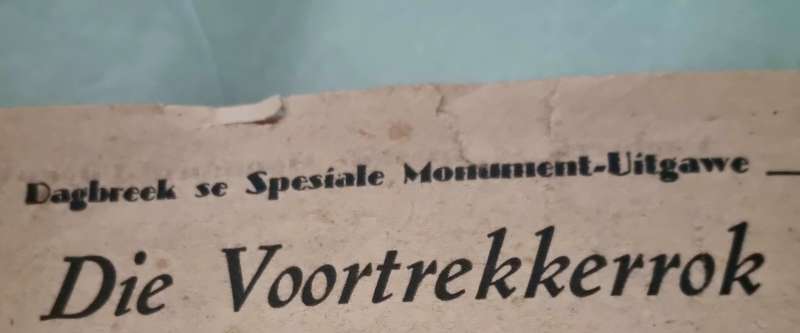 Dagbreek se Spesiale Monument-Uitgawe —
Die Voortrekkerrok